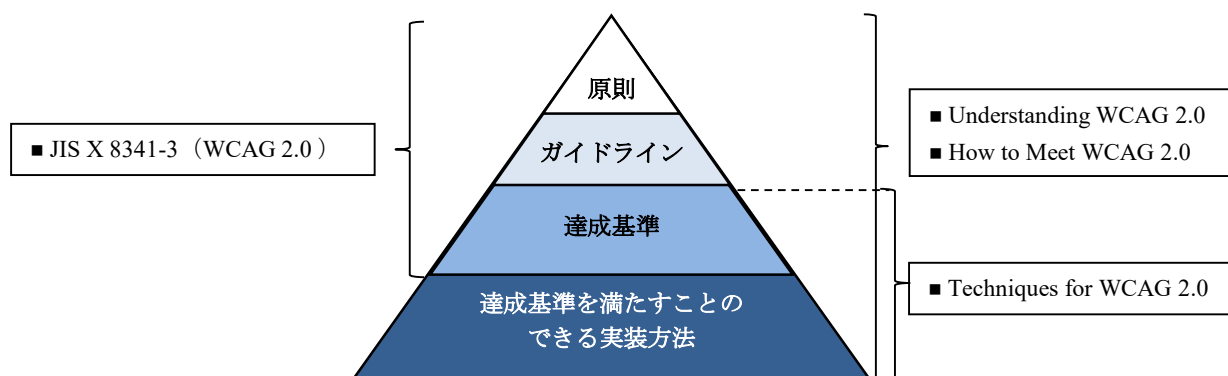 原則
■ Understanding WCAG 2.0
■ How to Meet WCAG 2.0
■ JIS X 8341-3（WCAG 2.0 ）
ガイドライン
達成基準
■ Techniques for WCAG 2.0
達成基準を満たすことの
できる実装方法